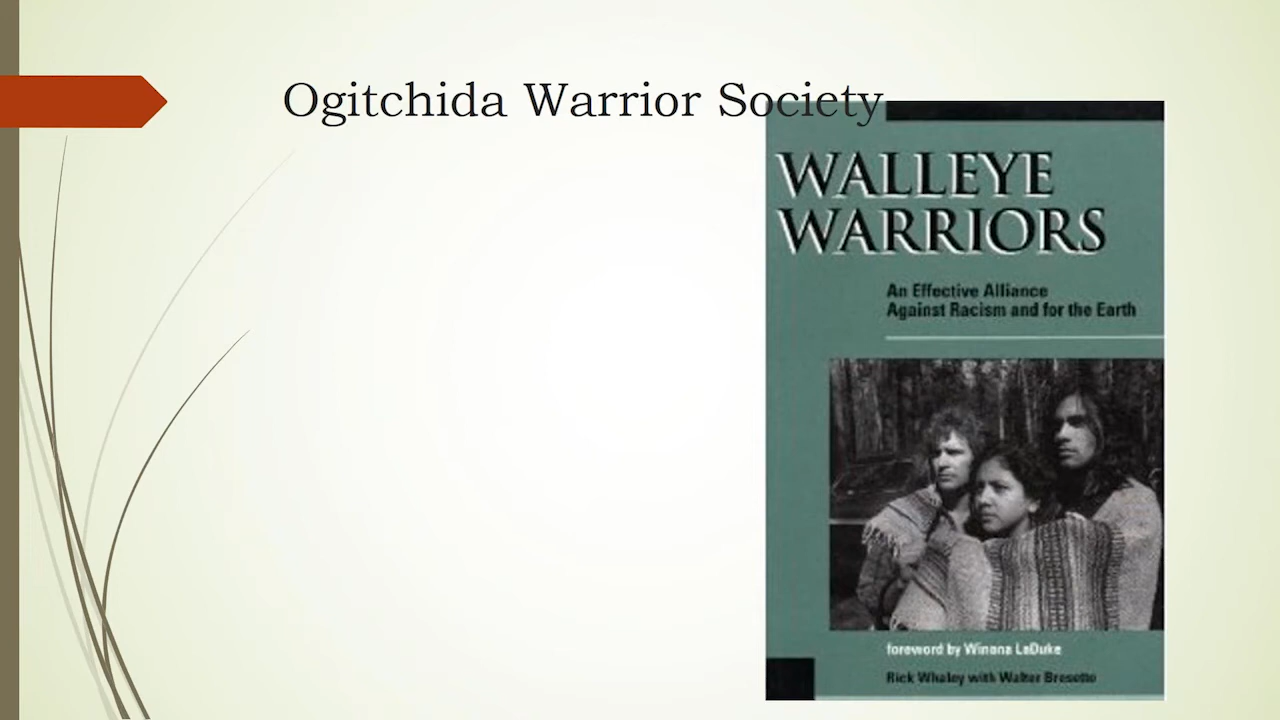 Ogitchida Warrior Society
WALLEYE
WARRIORS
An Effective Alliance
Against Racism and for the Earth
foreword by Winona LaDuke
Rick Whaley with Walter Bresette